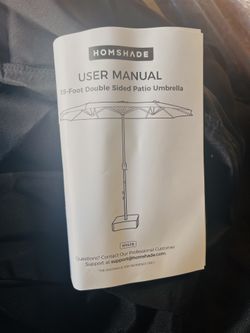 HOMSHADE
USER MANUAL
15-Foot Double Sided Patio Umbrella
Questions? Contact Our Professional Customer
Support at support@homshade.com.